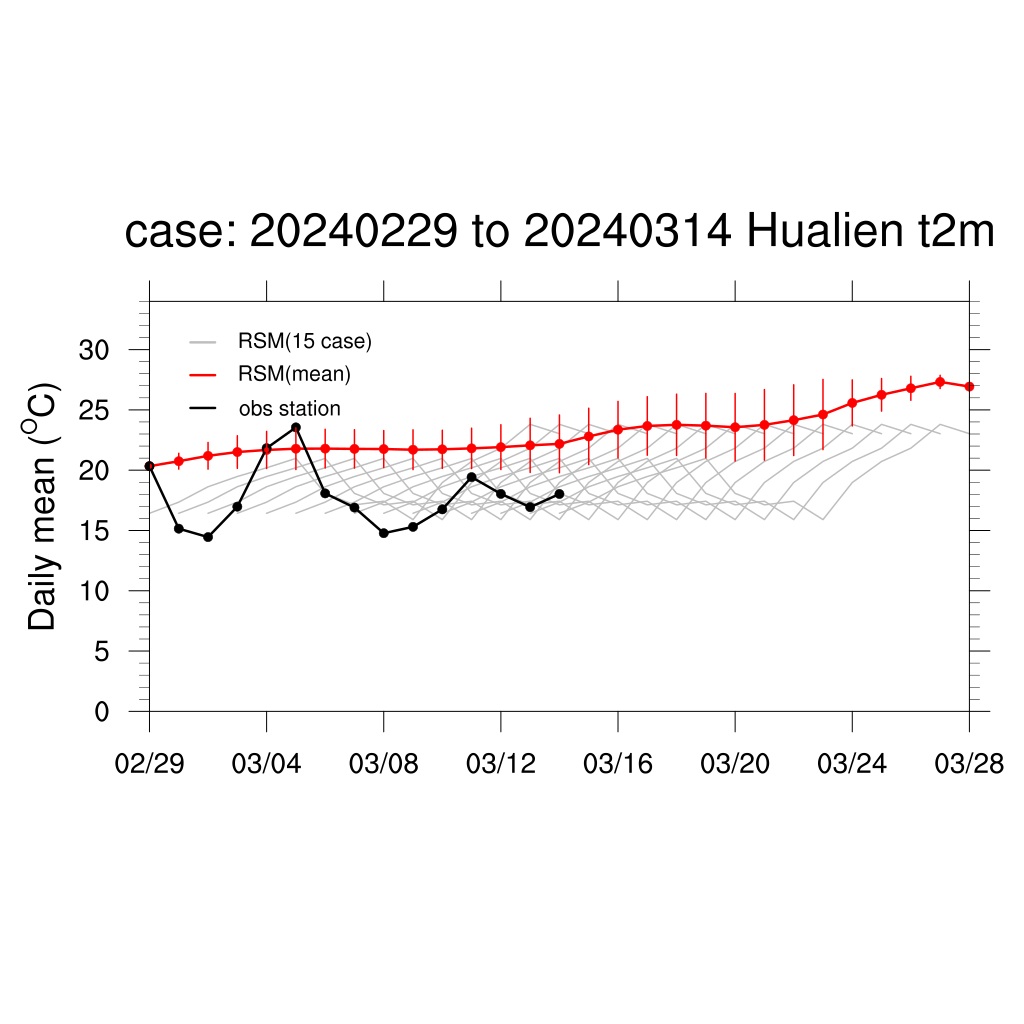 case: 20240229 to 20240314 Hualien t2m
RSM(15 case)
RSM(mean)
obs station
Daily mean (°C)
30
25
20
15
10
5
0
02/29 03/04 03/08 03/12 03/16 03/20 03/24 03/28